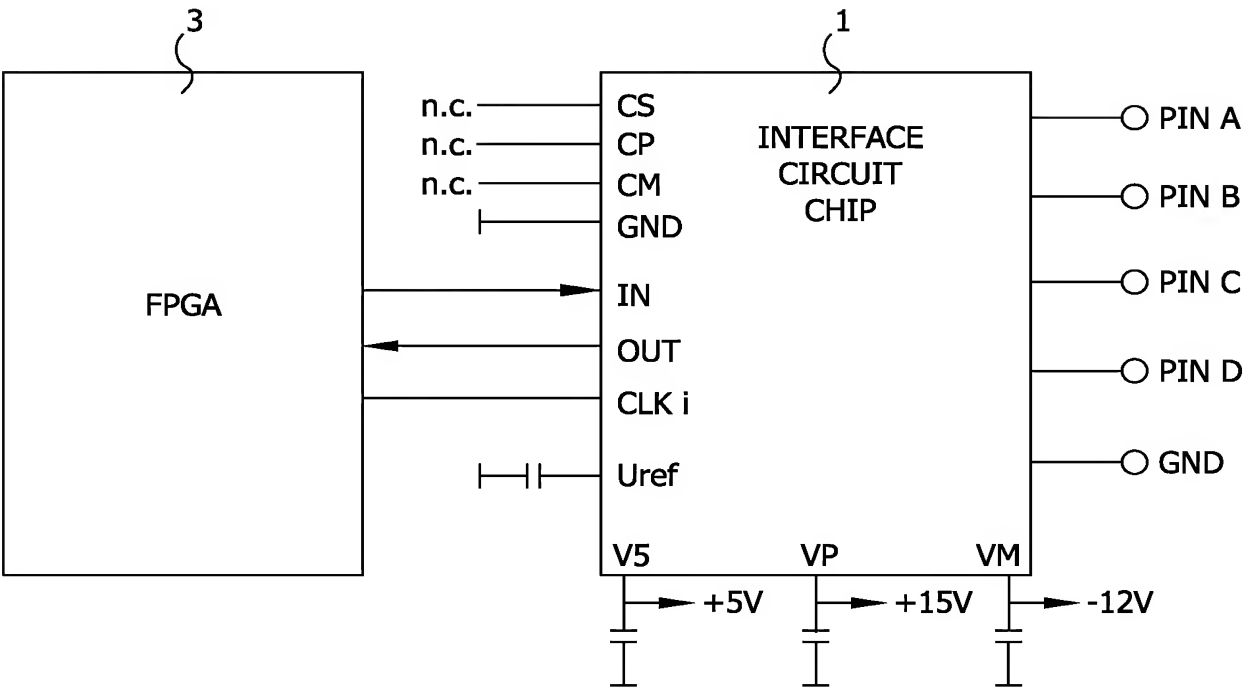 3
1
FPGA
n.c.
n.c.
n.c.
CS
CP
CM
GND
IN
OUT
CLK i
Uref
INTERFACE
CIRCUIT
CHIP
PIN A
PIN B
PIN C
PIN D
GND
V5
VP
VM
+5V
+15V
-12V